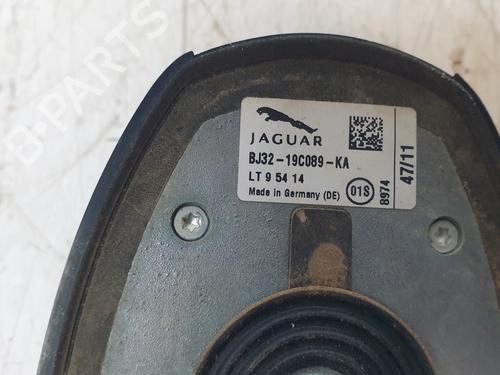 JAGUAR
BJ32-19C089-KA
LT 9 54 14
Made in Germany (DE)
01S
8974
47/11
B-PARTS